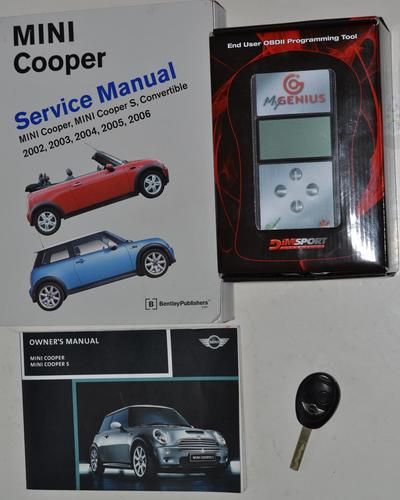 MINI
Cooper
Service Manual
MINI Cooper, MINI Cooper S, Convertible
2002, 2003, 2004, 2005, 2006
B BentleyPublishers
End User OBDII Programming Tool
MyGENIUS
DIMSPORT
OWNER'S MANUAL
MINI COOPER
MINI COOPER S
MINI